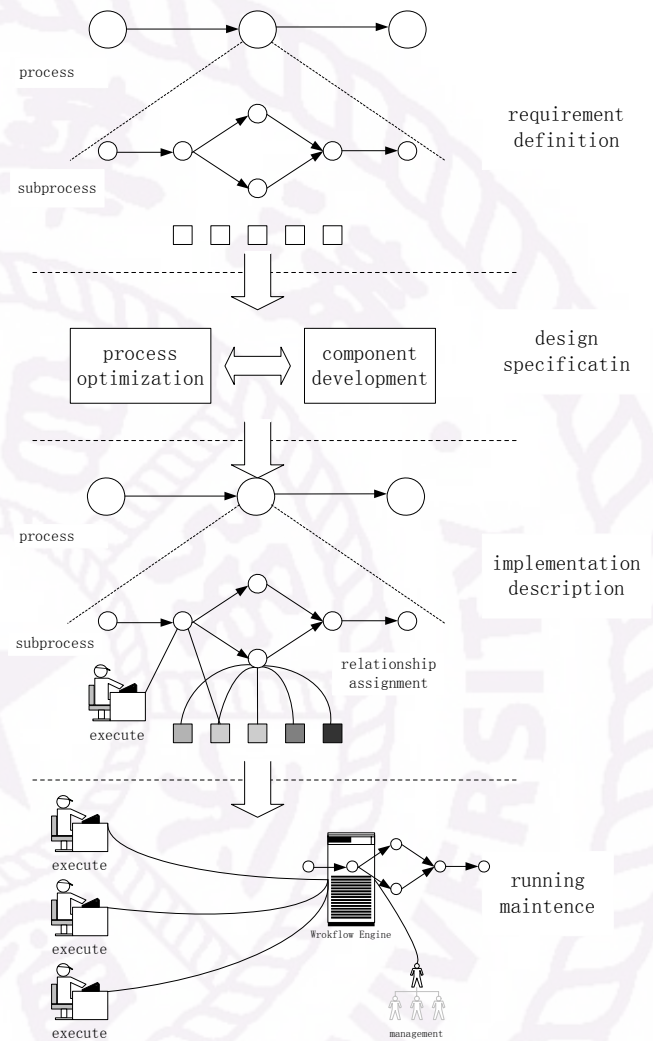 process
requirement
definition
subprocess
process
optimization
component
development
design
specificatin
process
implementation
description
subprocess
relationship
assignment
execute
execute
running
maintence
Wrokflow Engine
execute
execute
management
UNIVERSITY